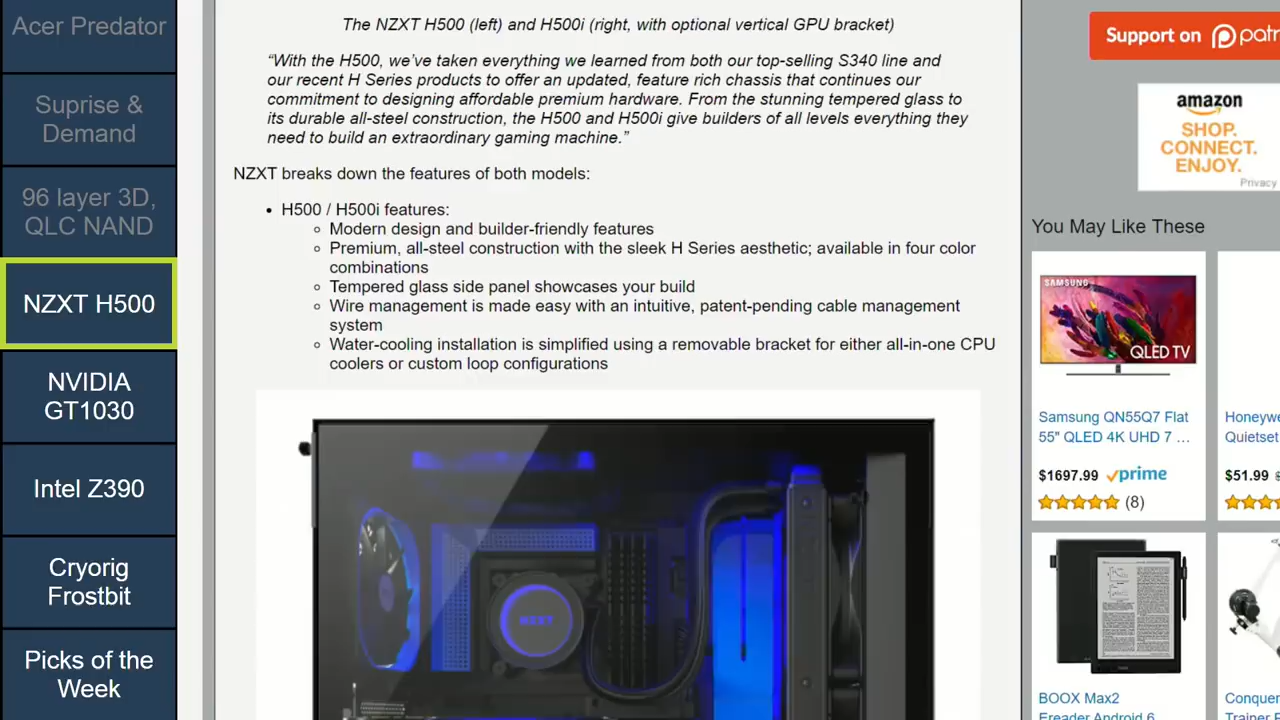 Acer Predator
Suprise &
Demand
96 layer 3D,
QLC NAND
NZXT H500
NVIDIA
GT1030
Intel Z390
Cryorig
Frostbit
Picks of the
Week
The NZXT H500 (left) and H500i (right, with optional vertical GPU bracket)
“With the H500, we’ve taken everything we learned from both our top-selling S340 line and
our recent H Series products to offer an updated, feature rich chassis that continues our
commitment to designing affordable premium hardware. From the stunning tempered glass to
its durable all-steel construction, the H500 and H500i give builders of all levels everything they
need to build an extraordinary gaming machine.”
NZXT breaks down the features of both models:
• H500 / H500i features:
○ Modern design and builder-friendly features
○ Premium, all-steel construction with the sleek H Series aesthetic; available in four color
combinations
○ Tempered glass side panel showcases your build
○ Wire management is made easy with an intuitive, patent-pending cable management
system
○ Water-cooling installation is simplified using a removable bracket for either all-in-one CPU
coolers or custom loop configurations
NZXT
Support on patr
amazon
SHOP.
CONNECT.
ENJOY.
Privacy
You May Like These
SAMSUNG
QLED TV
Samsung QN55Q7 Flat
55" QLED 4K UHD 7 ...
$1697.99 prime
(8)
Honeywe
Quietset
$51.99
BOOX Max2
Ereader Android 6
Conquer
Trainer F